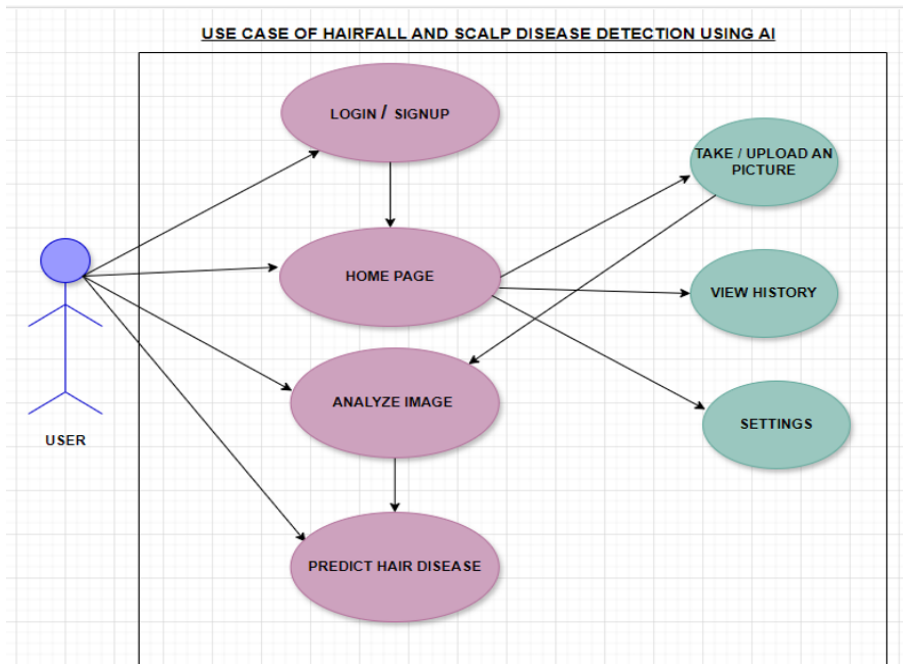 USE CASE OF HAIRFALL AND SCALP DISEASE DETECTION USING AI
LOGIN / SIGNUP
TAKE / UPLOAD AN
PICTURE
HOME PAGE
VIEW HISTORY
ANALYZE IMAGE
SETTINGS
USER
PREDICT HAIR DISEASE